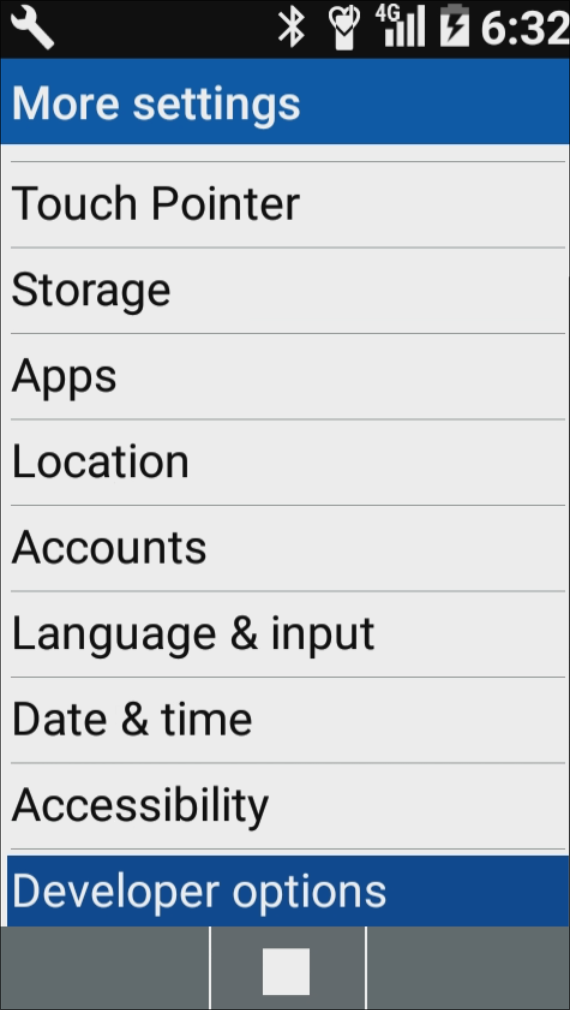 4G 6:32
More settings
Touch Pointer
Storage
Apps
Location
Accounts
Language & input
Date & time
Accessibility
Developer options